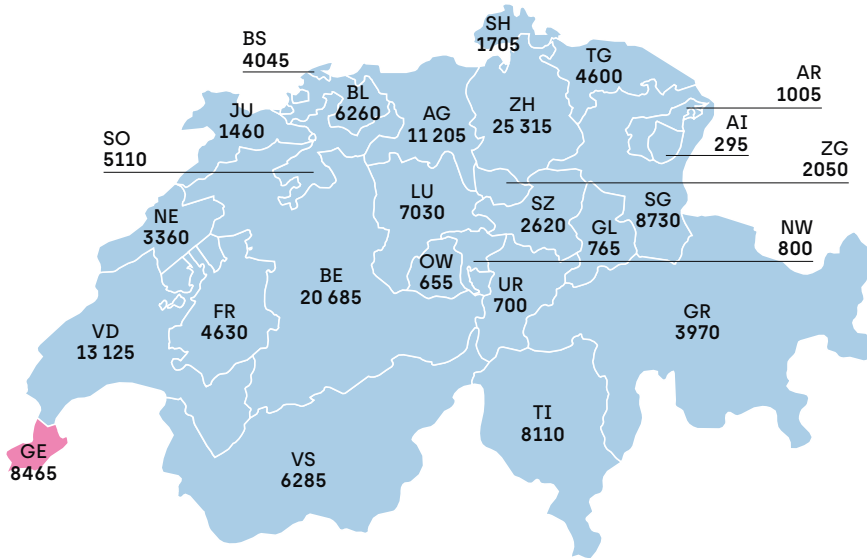 SH
1705
BS
4045
TG
4600
AR
1005
BL
6260
JU
1460
AG
11 205
ZH
25 315
AI
295
SO
5110
ZG
2050
LU
7030
SZ
2620
GL
765
SG
8730
NE
3360
NW
800
OW
655
BE
20 685
UR
700
FR
4630
GR
3970
VD
13 125
TI
8110
GE
8465
VS
6285